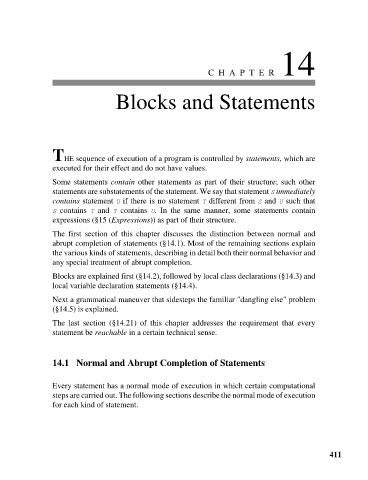 CHAPTER 14
Blocks and Statements
THE sequence of execution of a program is controlled by statements, which are
executed for their effect and do not have values.
Some statements contain other statements as part of their structure; such other
statements are substatements of the statement. We say that statement S immediately
contains statement U if there is no statement T different from S and U such that
S contains T and T contains U. In the same manner, some statements contain
expressions (§15 (Expressions)) as part of their structure.
The first section of this chapter discusses the distinction between normal and
abrupt completion of statements (§14.1). Most of the remaining sections explain
the various kinds of statements, describing in detail both their normal behavior and
any special treatment of abrupt completion.
Blocks are explained first (§14.2), followed by local class declarations (§14.3) and
local variable declaration statements (§14.4).
Next a grammatical maneuver that sidesteps the familiar "dangling else" problem
(§14.5) is explained.
The last section (§14.21) of this chapter addresses the requirement that every
statement be reachable in a certain technical sense.
14.1 Normal and Abrupt Completion of Statements
Every statement has a normal mode of execution in which certain computational
steps are carried out. The following sections describe the normal mode of execution
for each kind of statement.
411